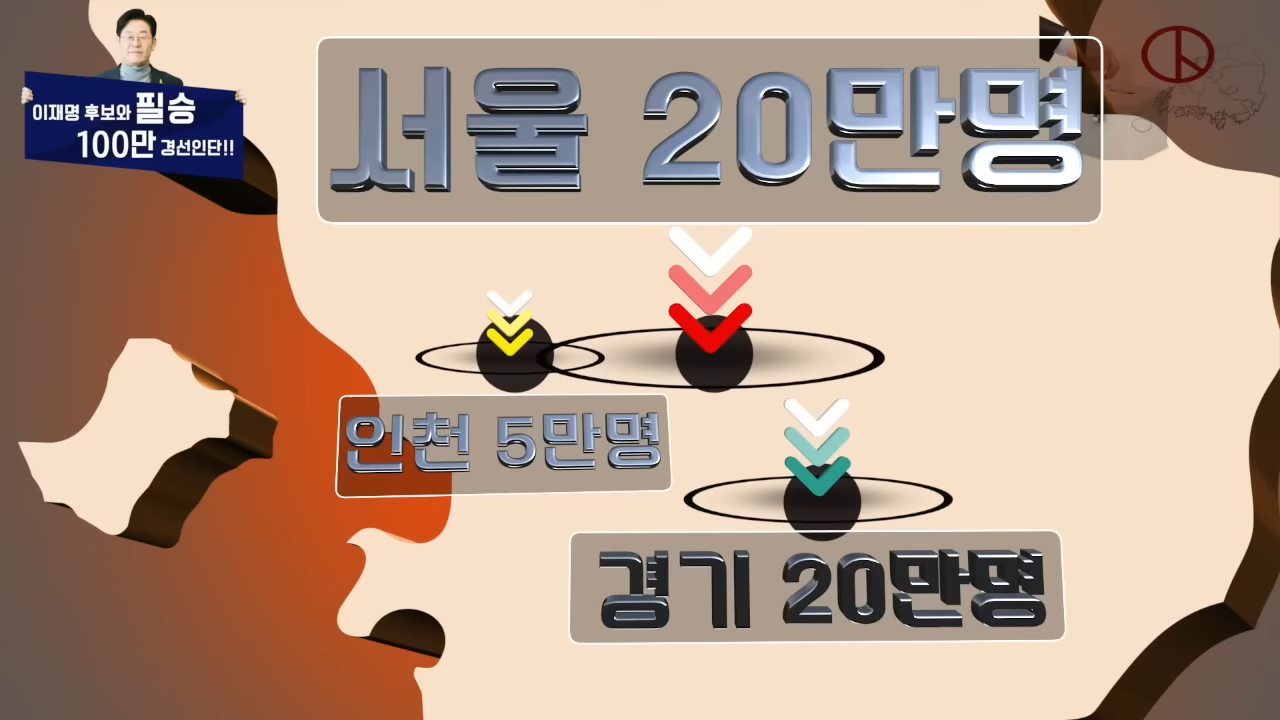 이재명 후보와 필승
100만 경선인단!!
서울 20만명
인천 5만명
경기 20만명